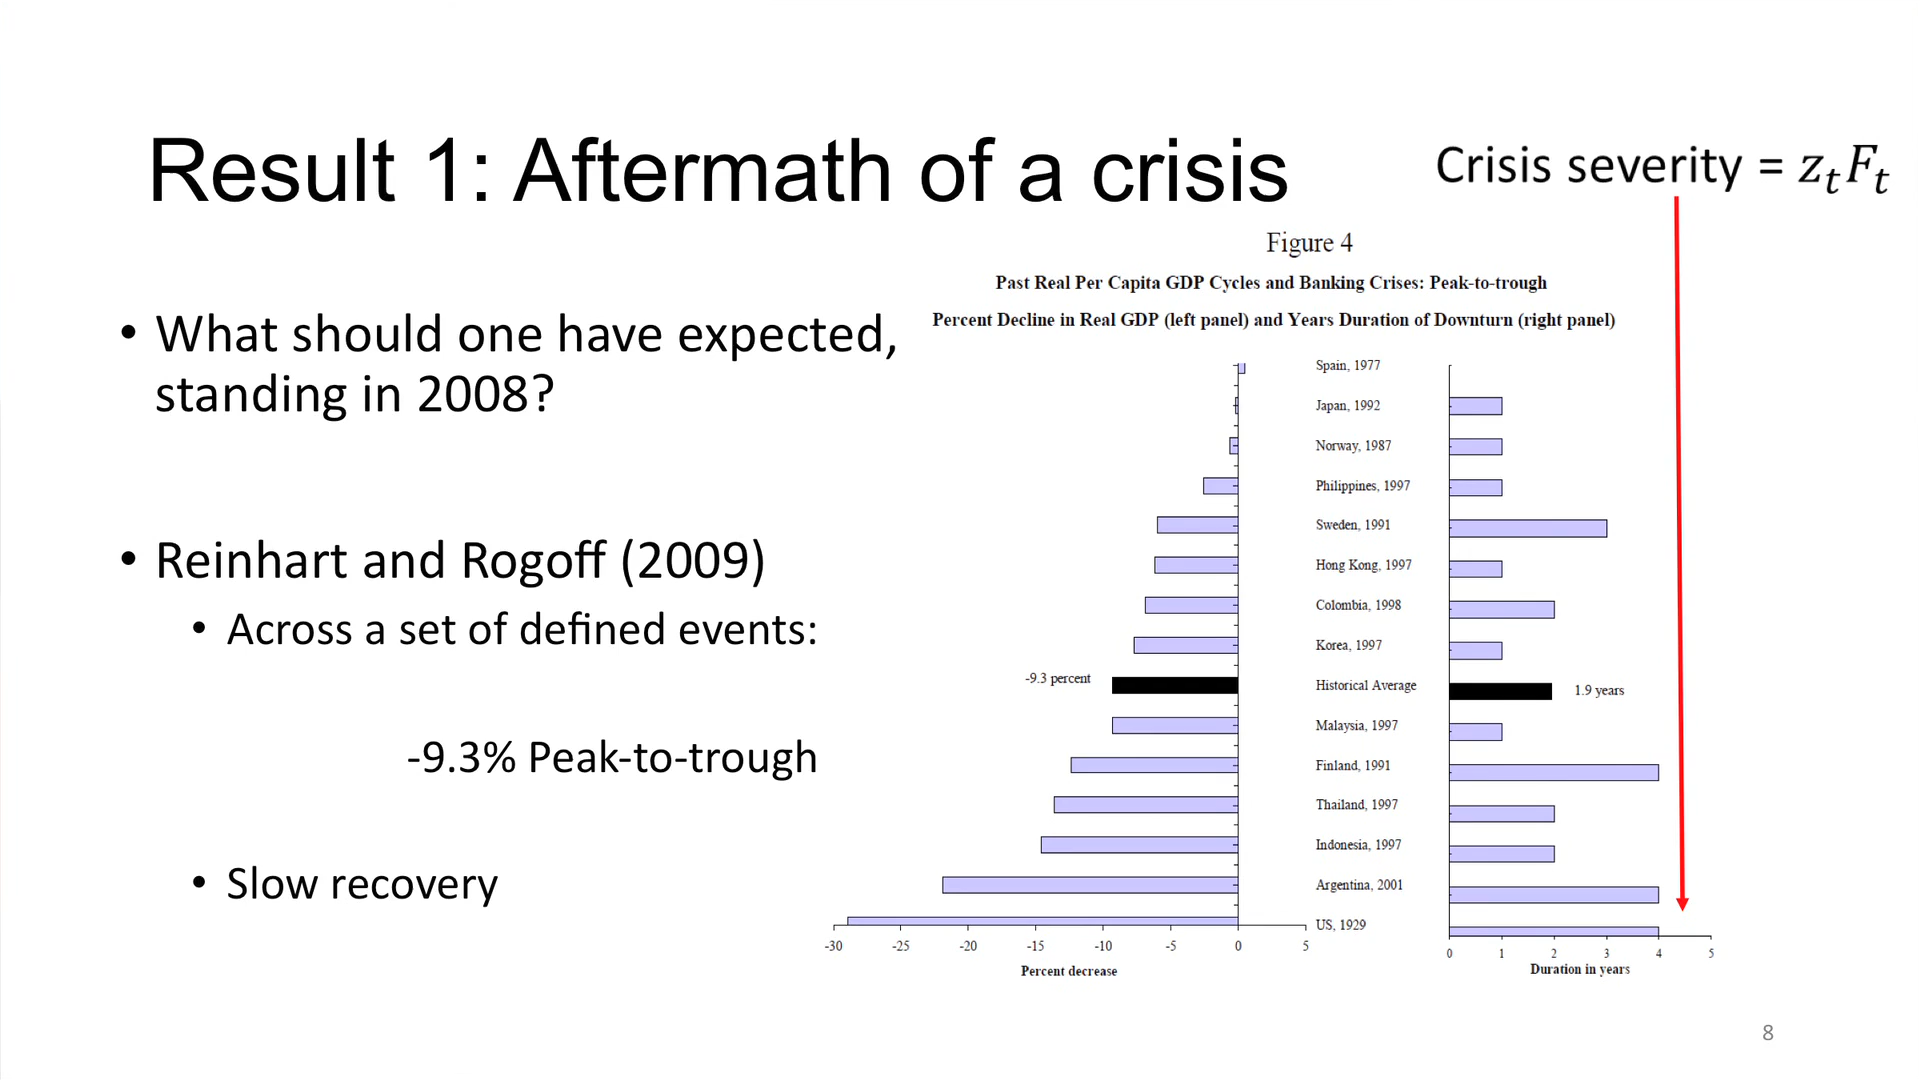 Result 1: Aftermath of a crisis
Crisis severity = z_t F_t
• What should one have expected,
standing in 2008?
• Reinhart and Rogoff (2009)
• Across a set of defined events:
-9.3% Peak-to-trough
• Slow recovery
Figure 4
Past Real Per Capita GDP Cycles and Banking Crises: Peak-to-trough
Percent Decline in Real GDP (left panel) and Years Duration of Downturn (right panel)
Spain, 1977
Japan, 1992
Norway, 1987
Philippines, 1997
Sweden, 1991
Hong Kong, 1997
Colombia, 1998
Korea, 1997
-9.3 percent
Historical Average
1.9 years
Malaysia, 1997
Finland, 1991
Thailand, 1997
Indonesia, 1997
Argentina, 2001
US, 1929
-30 -25 -20 -15 -10 -5 0 5
Percent decrease
0 1 2 3 4 5
Duration in years
8